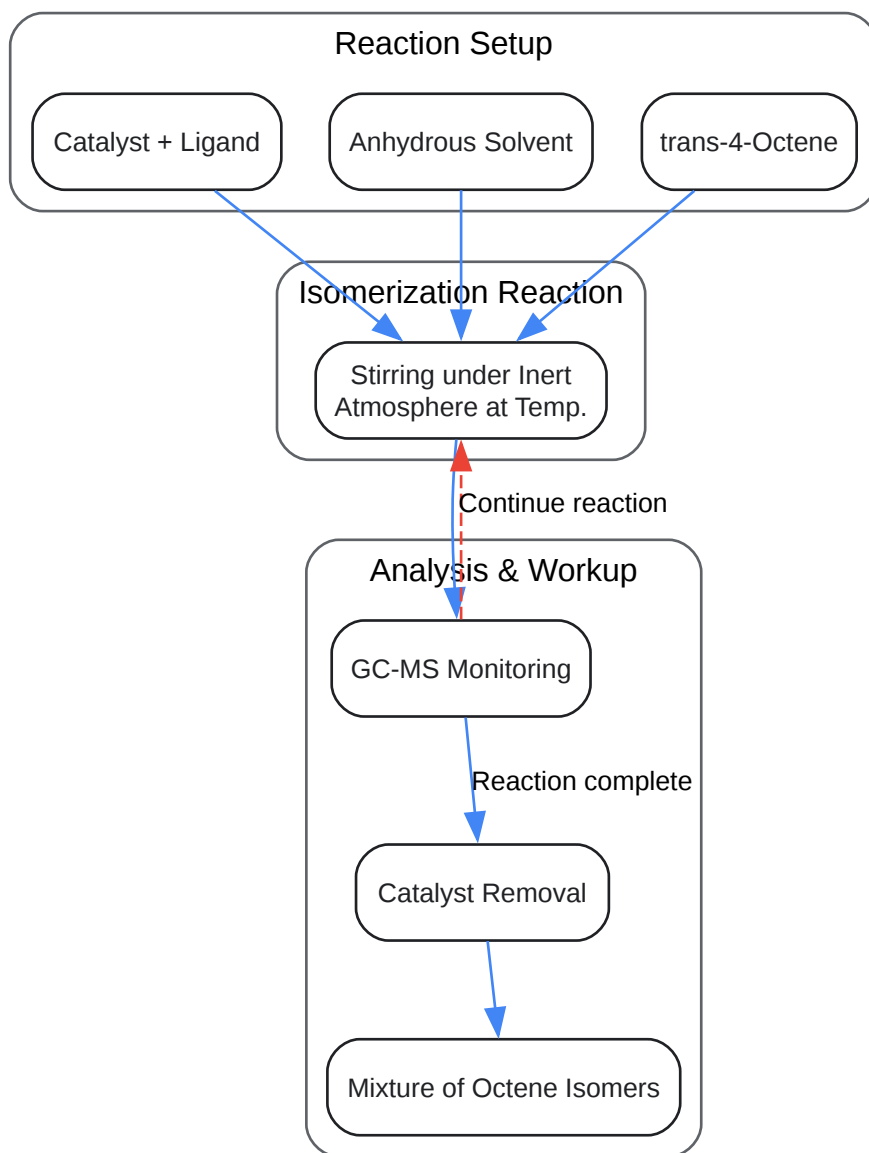 Reaction Setup
Catalyst + Ligand
Anhydrous Solvent
trans-4-Octene
Isomerization Reaction
Stirring under Inert
Atmosphere at Temp.
Continue reaction
Analysis & Workup
GC-MS Monitoring
Reaction complete
Catalyst Removal
Mixture of Octene Isomers